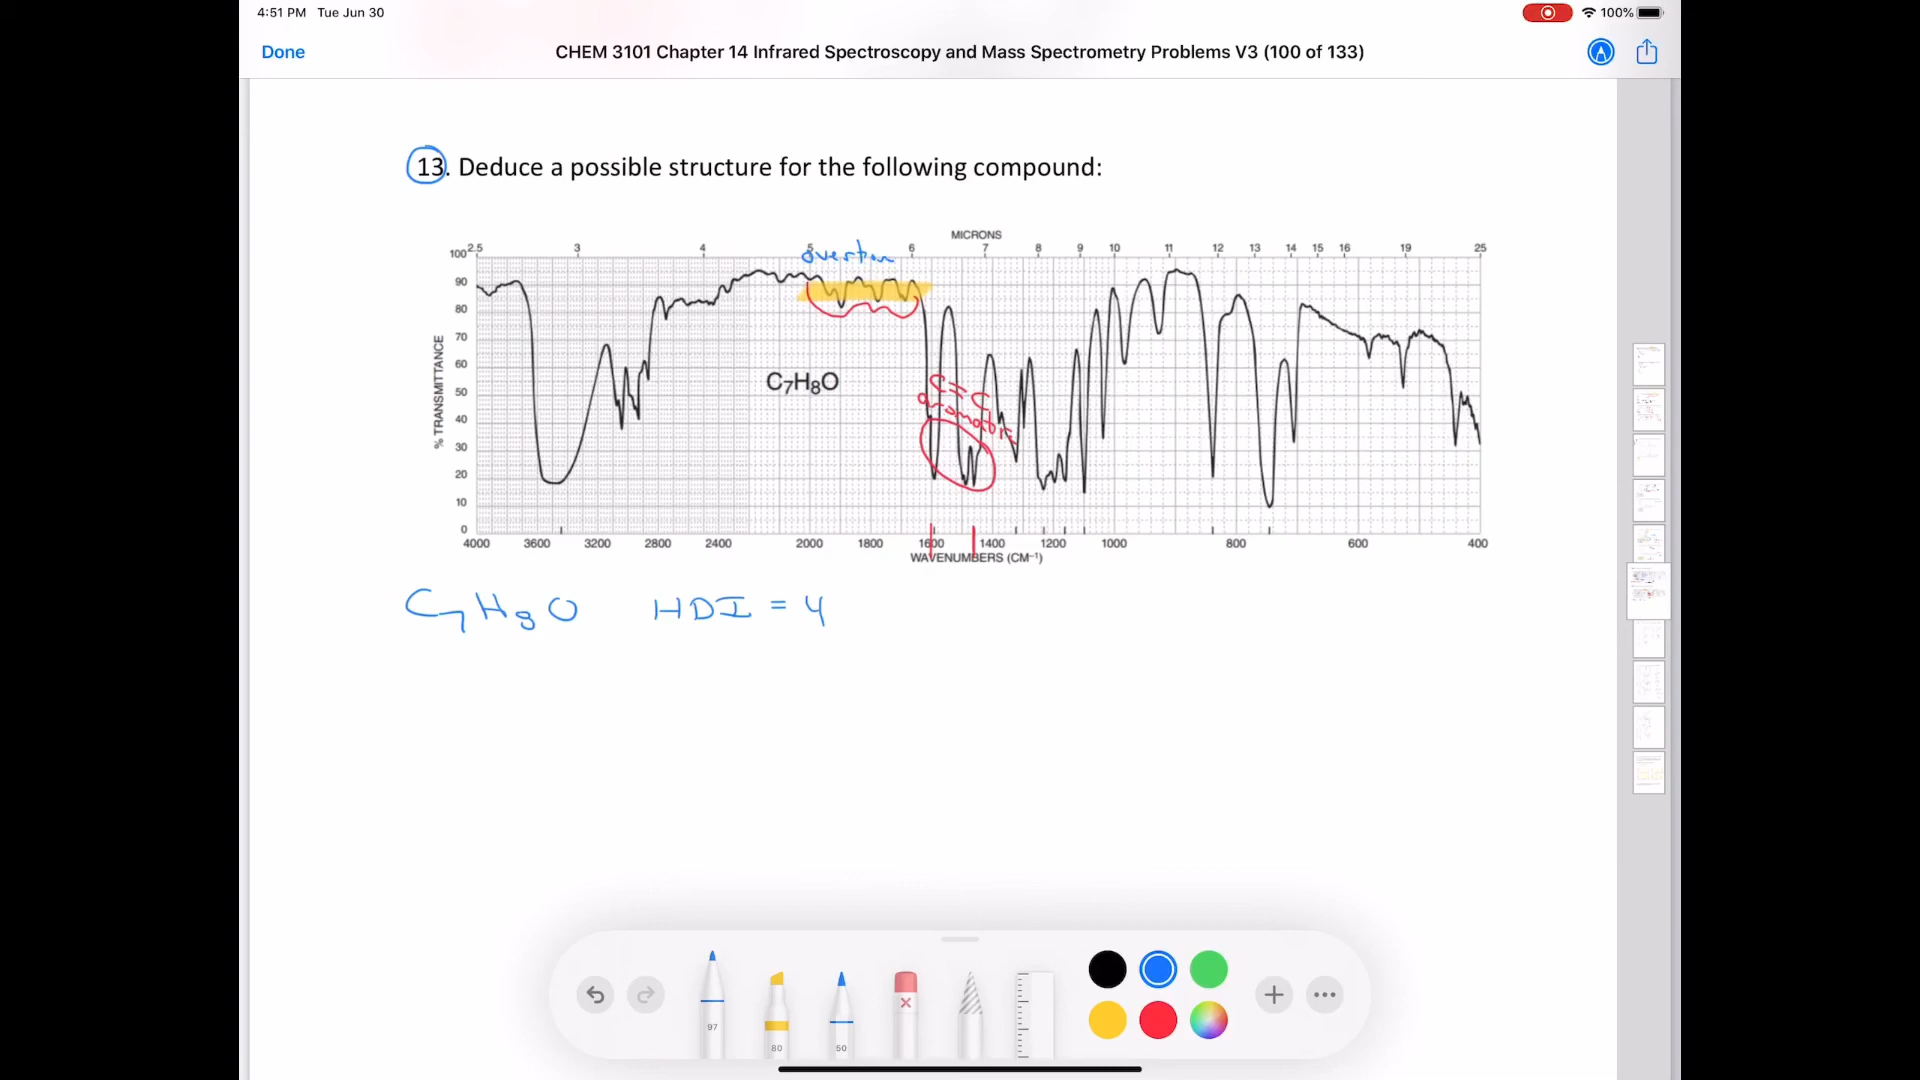 4:51 PM Tue Jun 30
100%
Done
CHEM 3101 Chapter 14 Infrared Spectroscopy and Mass Spectrometry Problems V3 (100 of 133)
13. Deduce a possible structure for the following compound:
MICRONS
2.5 3 4 5 6 7 8 9 10 11 12 13 14 15 16 19 25
100
90
80
70
60
50
40
30
20
10
0
% TRANSMITTANCE
C₇H₈O
C=C
aromatic
4000 3600 3200 2800 2400 2000 1800 1600 1400 1200 1000 800 600 400
WAVENUMBERS (CM⁻¹)
C₇H₈O HDI = 4
97
80
50